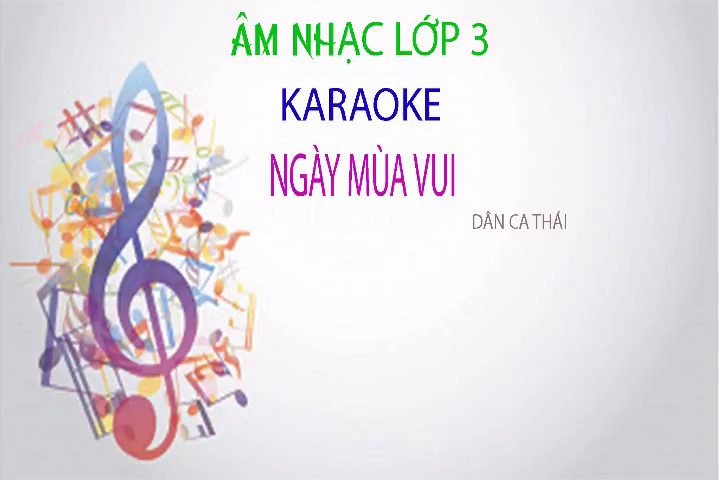 ÂM NHẠC LỚP 3
KARAOKE
NGÀY MÙA VUI
DÂN CA THÁI